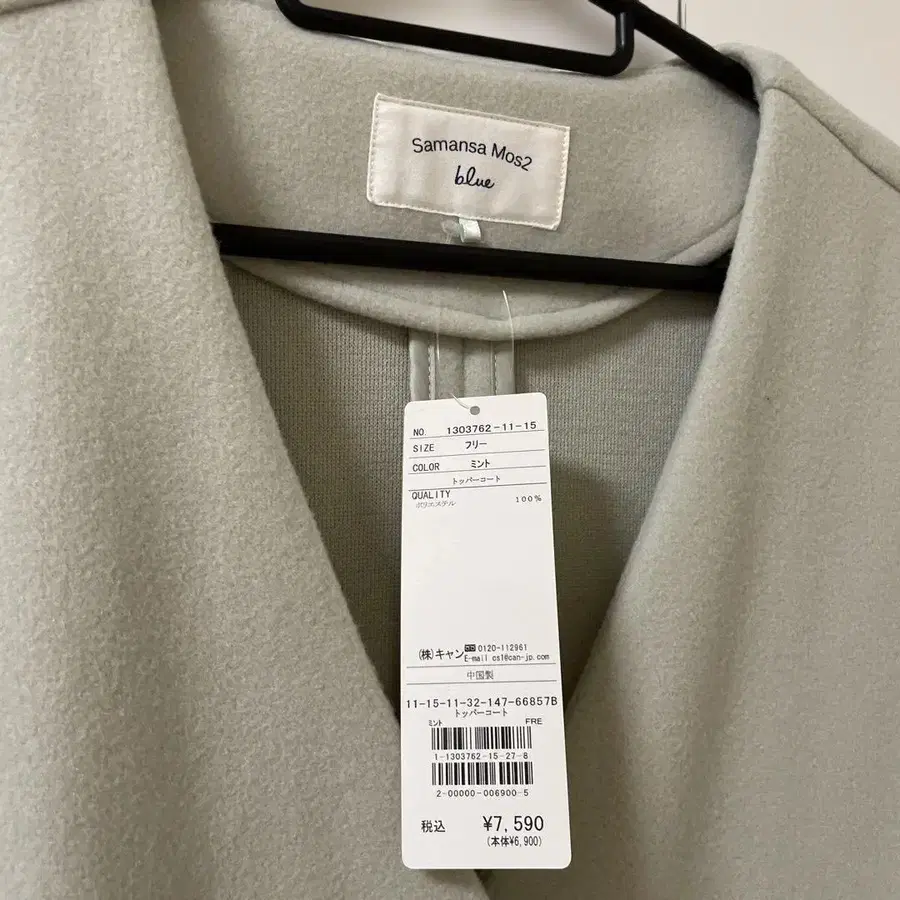 Samansa Mos2
blue
NO. 1303762-11-15
SIZE フリー
COLOR ミント
トッパーコート
QUALITY
ポリエステル 100%
(株)キャン 0120-112961
E-mail cs1@can-jp.com
中国製
11-15-11-32-147-66857B
トッパーコート
ミント FRE
1-1303762-15-27-8
2-00000-006900-5
税込 ¥7,590
(本体¥6,900)